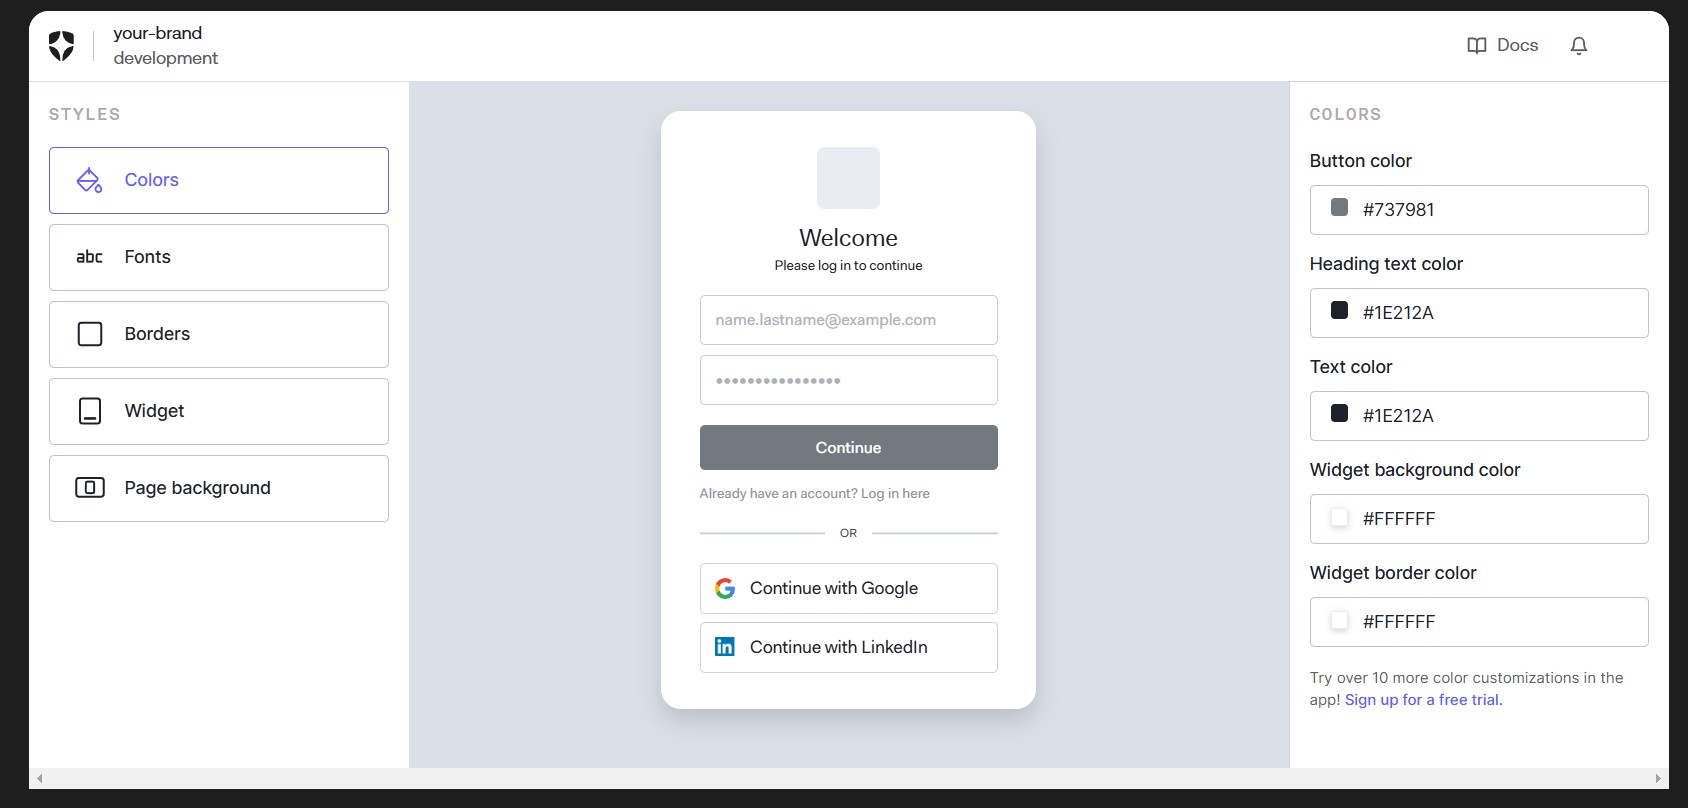 your-brand
development
Docs
STYLES
Colors
abc Fonts
Borders
Widget
Page background
Welcome
Please log in to continue
name.lastname@example.com
••••••••••••••••
Continue
Already have an account? Log in here
OR
Continue with Google
in Continue with LinkedIn
COLORS
Button color
#737981
Heading text color
#1E212A
Text color
#1E212A
Widget background color
#FFFFFF
Widget border color
#FFFFFF
Try over 10 more color customizations in the
app! Sign up for a free trial.